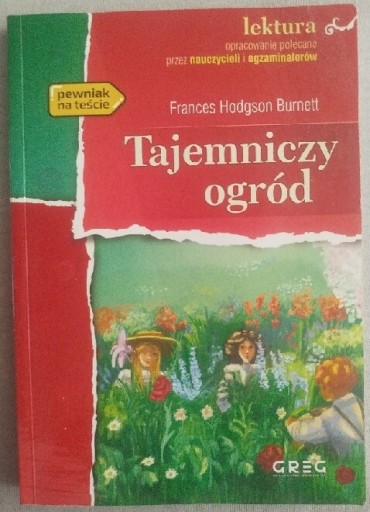 lektura
opracowanie polecane
przez nauczycieli i egzaminatorów
pewniak
na teście
Frances Hodgson Burnett
Tajemniczy
ogród
GREG